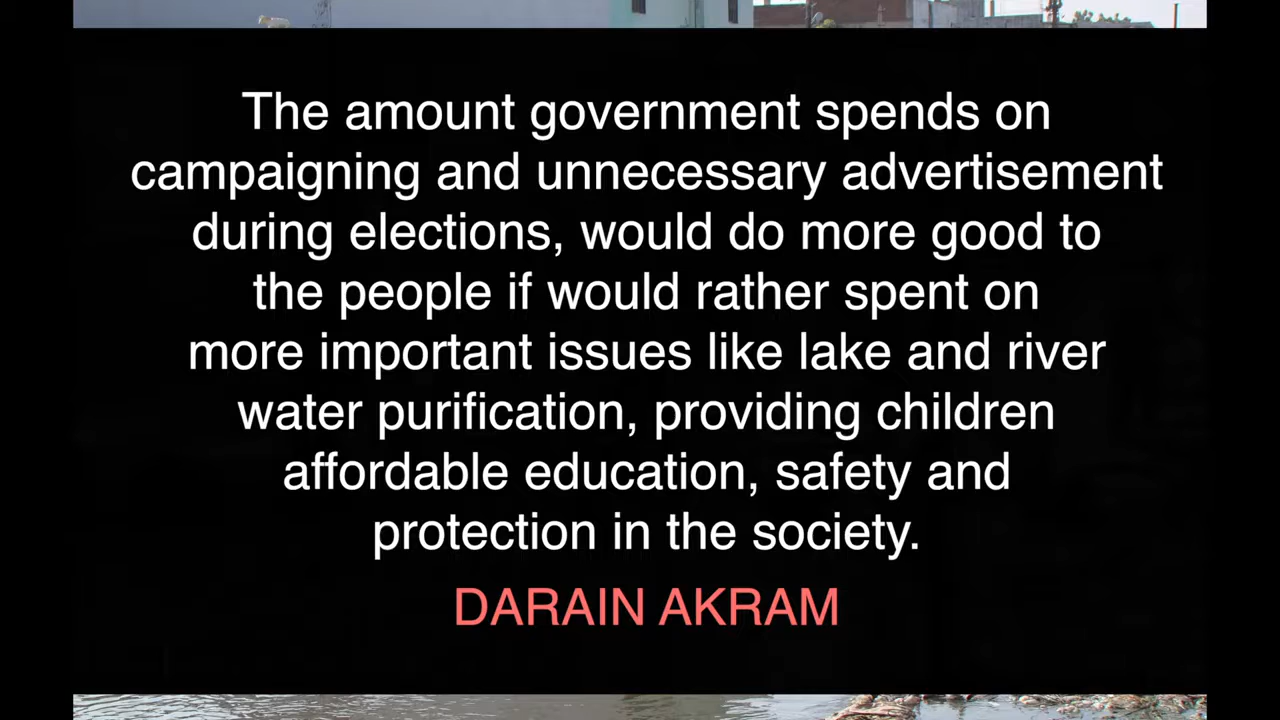 The amount government spends on
campaigning and unnecessary advertisement
during elections, would do more good to
the people if would rather spent on
more important issues like lake and river
water purification, providing children
affordable education, safety and
protection in the society.
DARAIN AKRAM